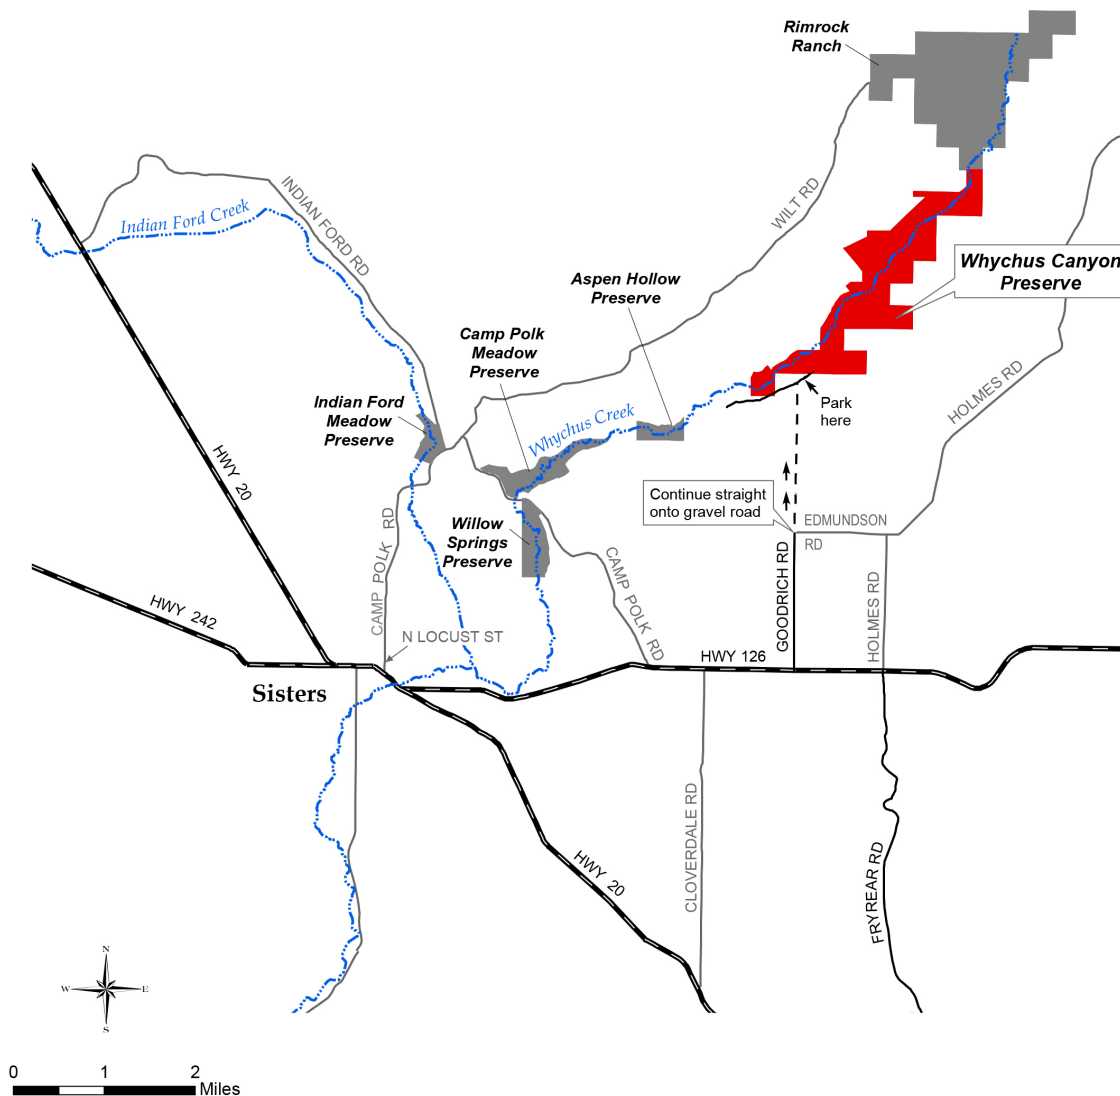 Rimrock
Ranch
INDIAN FORD RD
Indian Ford Creek
WILT RD
Whychus Canyon
Preserve
Aspen Hollow
Preserve
Camp Polk
Meadow
Preserve
Indian Ford
Meadow
Preserve
Whychus Creek
Park
here
HOLMES RD
HWY 20
Continue straight
onto gravel road
EDMUNDSON
RD
Willow
Springs
Preserve
CAMP POLK RD
CAMP POLK RD
GOODRICH RD
HOLMES RD
HWY 242
N LOCUST ST
HWY 126
Sisters
CLOVERDALE RD
FRYREAR RD
HWY 20
N
W
E
S
0 1 2
Miles